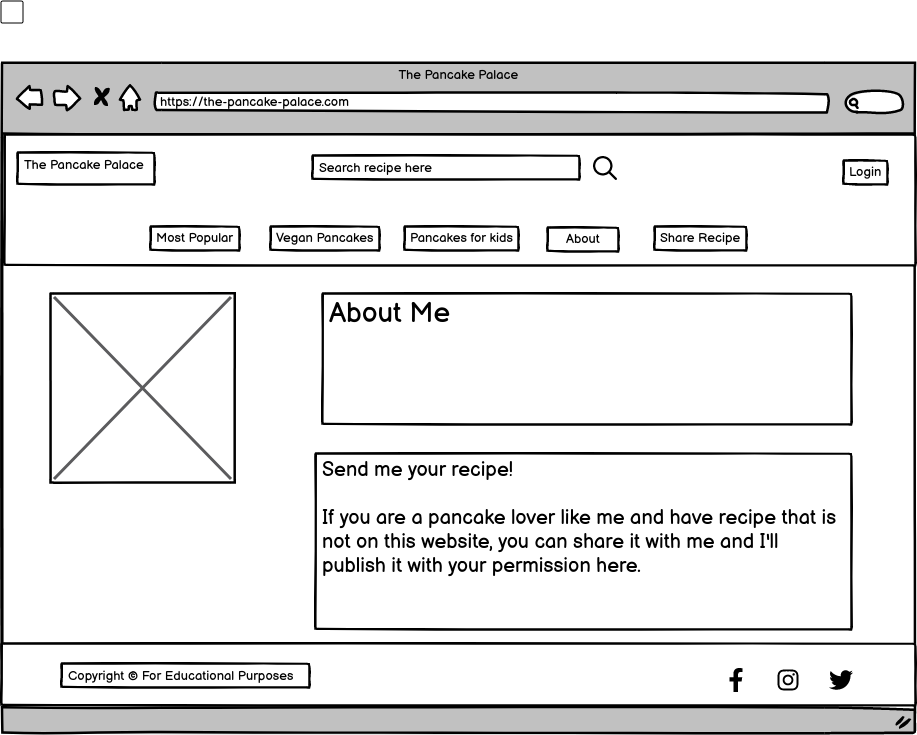 The Pancake Palace
https://the-pancake-palace.com
The Pancake Palace
Search recipe here
Login
Most Popular
Vegan Pancakes
Pancakes for kids
About
Share Recipe
About Me
Send me your recipe!
If you are a pancake lover like me and have recipe that is
not on this website, you can share it with me and I'll
publish it with your permission here.
Copyright © For Educational Purposes